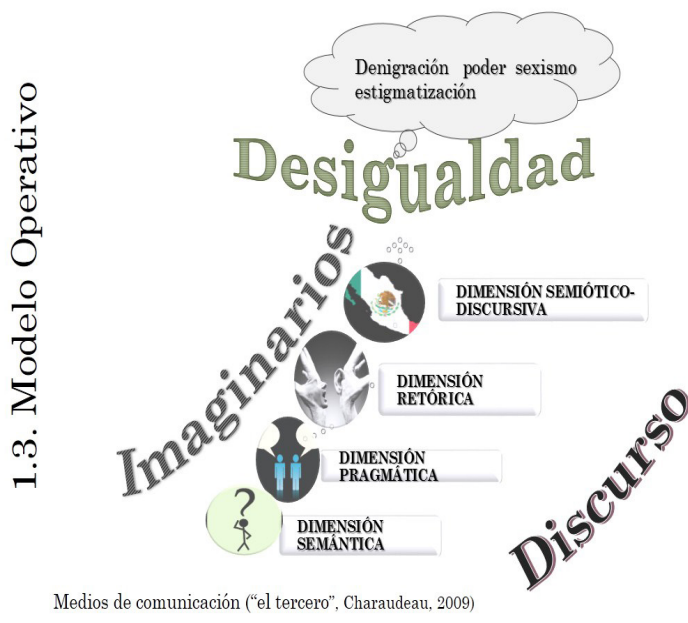 1.3. Modelo Operativo
Denigración poder sexismo
estigmatización
Desigualdad
Imaginarios
DIMENSIÓN SEMIÓTICO-
DISCURSIVA
DIMENSIÓN
RETÓRICA
DIMENSIÓN
PRAGMÁTICA
?
DIMENSIÓN
SEMÁNTICA
Discurso
Medios de comunicación (“el tercero”, Charaudeau, 2009)